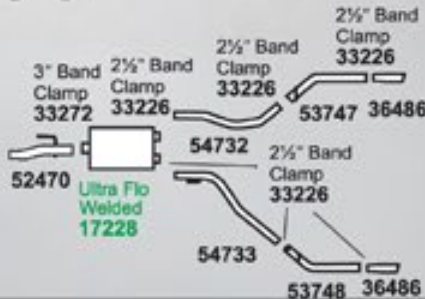 2½" Band
Clamp
33226
2½" Band
Clamp
33226
3" Band
Clamp
33272
2½" Band
Clamp
33226
53747
36486
54732
52470
Ultra Flo
Welded
17228
2½" Band
Clamp
33226
54733
53748
36486